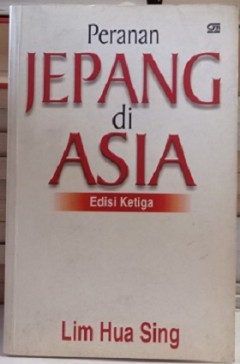 Peranan
JEPANG
di
ASIA
Edisi Ketiga
Lim Hua Sing